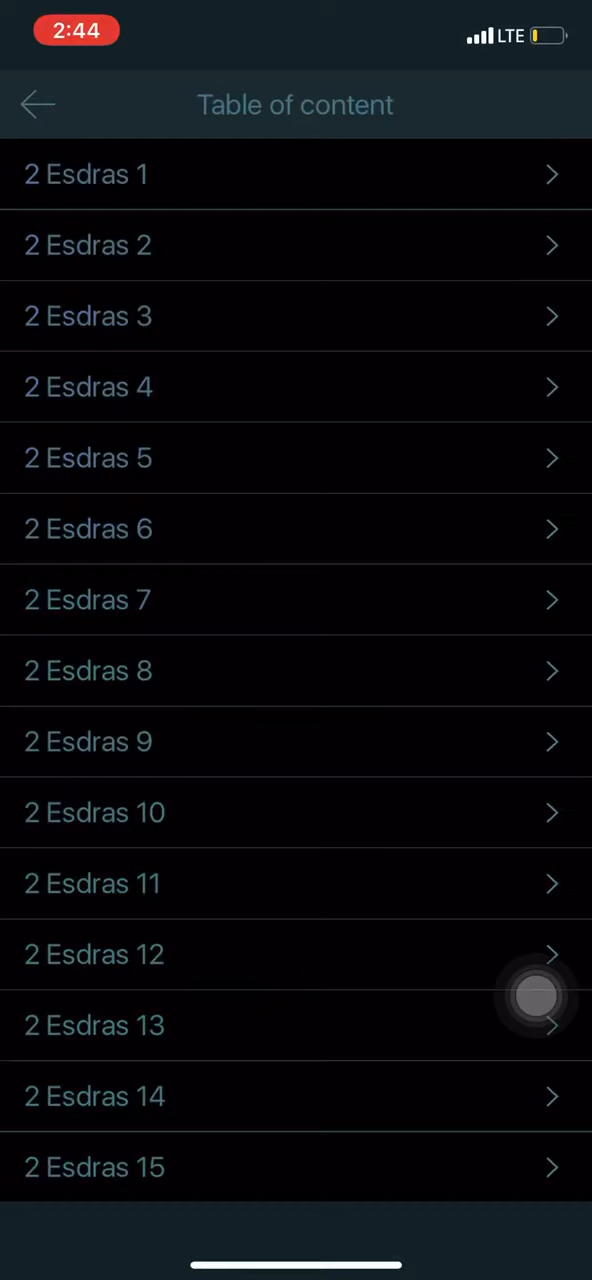 2:44
LTE
Table of content
2 Esdras 1
2 Esdras 2
2 Esdras 3
2 Esdras 4
2 Esdras 5
2 Esdras 6
2 Esdras 7
2 Esdras 8
2 Esdras 9
2 Esdras 10
2 Esdras 11
2 Esdras 12
2 Esdras 13
2 Esdras 14
2 Esdras 15